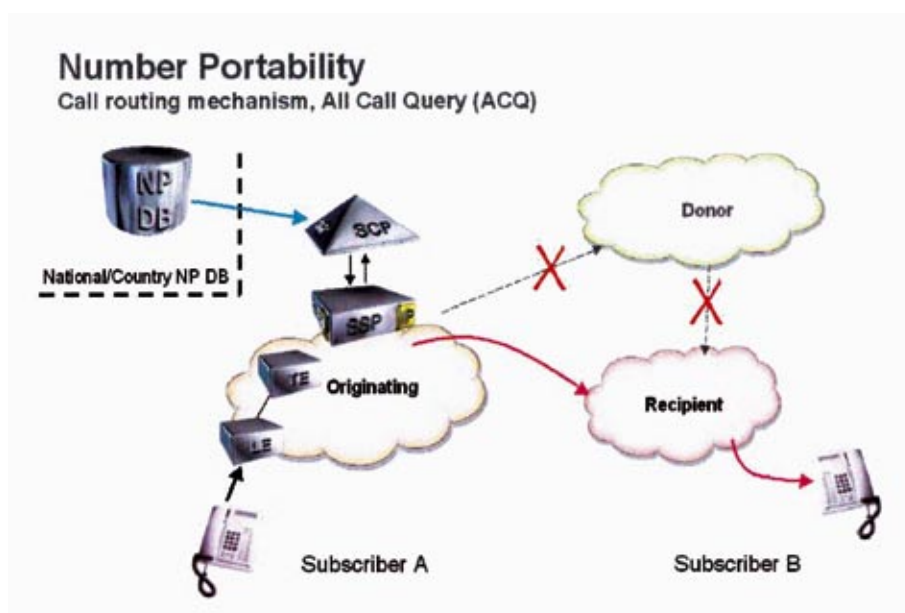 Number Portability
Call routing mechanism, All Call Query (ACQ)
NP
DB
SCP
Donor
National/Country NP DB
SSP
TE
Originating
Recipient
LE
Subscriber A
Subscriber B